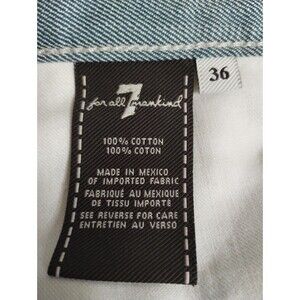 7
for all mankind
36
100% COTTON
100% COTON
MADE IN MEXICO
OF IMPORTED FABRIC
FABRIQUÉ AU MEXIQUE
DE TISSU IMPORTÉ
SEE REVERSE FOR CARE
ENTRETIEN AU VERSO